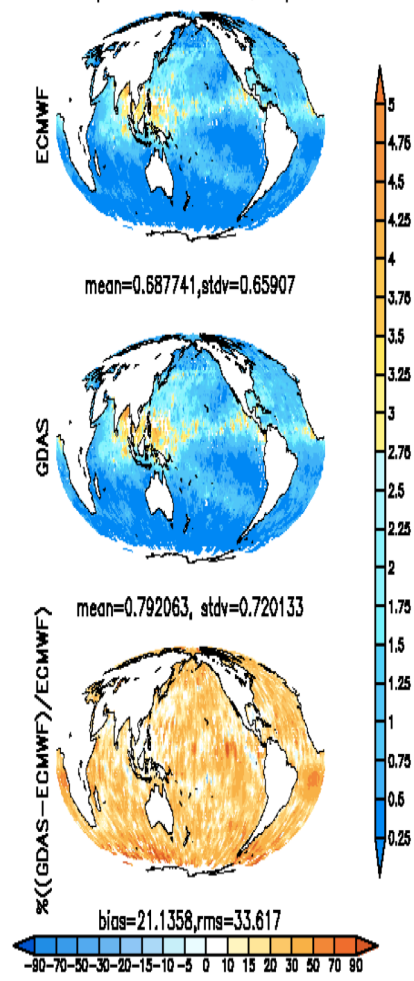 ECMWF
mean=0.687741,stdv=0.65907
GDAS
mean=0.792063, stdv=0.720133
%((GDAS-ECMWF)/ECMWF)
bias=21.1358,rms=33.617
-90 -70 -50 -30 -20 -15 -10 -5 0 10 15 20 30 50 70 90
5
4.75
4.25
4
3.75
3.5
3.25
3
2.75
2.5
2.25
2
1.75
1.5
1.25
1
0.75
0.5
0.25